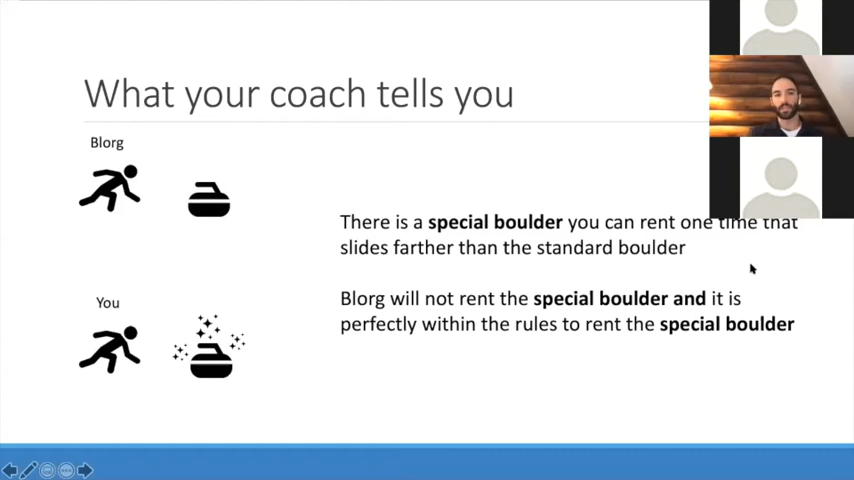 What your coach tells you
Blorg
There is a special boulder you can rent one time that
slides farther than the standard boulder
Blorg will not rent the special boulder and it is
You
perfectly within the rules to rent the special boulder